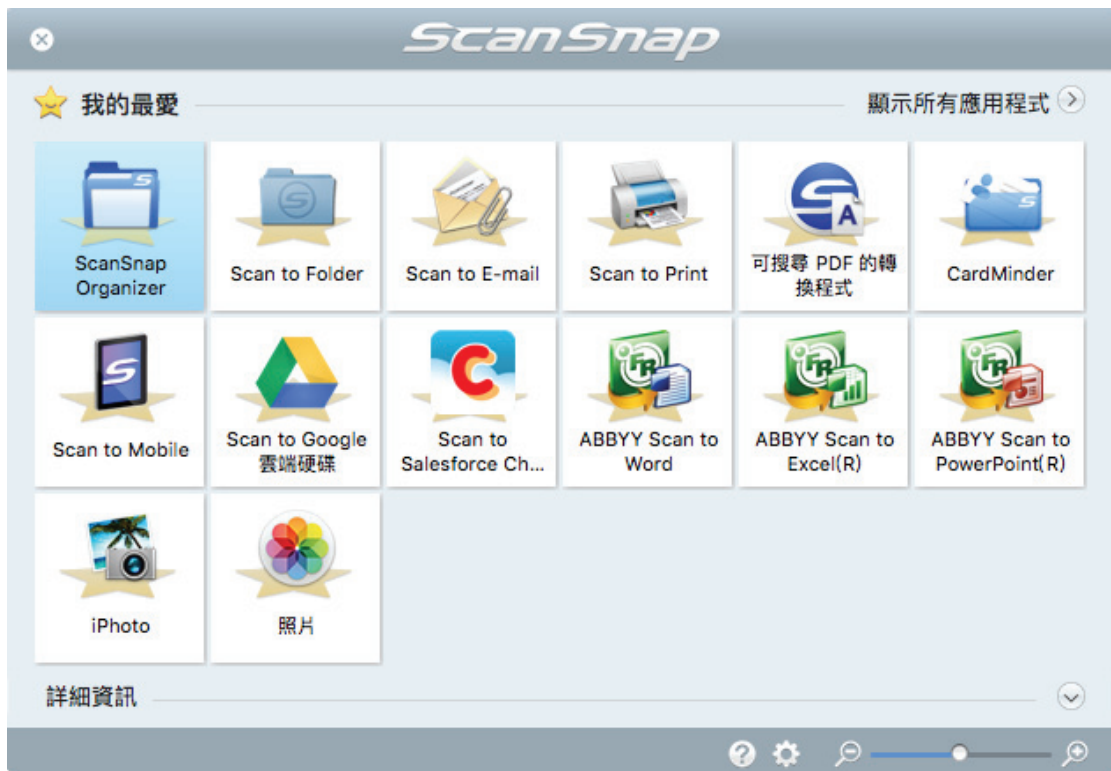 ScanSnap
我的最愛
顯示所有應用程式
ScanSnap
Organizer
Scan to Folder
Scan to E-mail
Scan to Print
可搜尋 PDF 的轉
換程式
CardMinder
Scan to Mobile
Scan to Google
雲端硬碟
Scan to
Salesforce Ch...
ABBYY Scan to
Word
ABBYY Scan to
Excel(R)
ABBYY Scan to
PowerPoint(R)
iPhoto
照片
詳細資訊